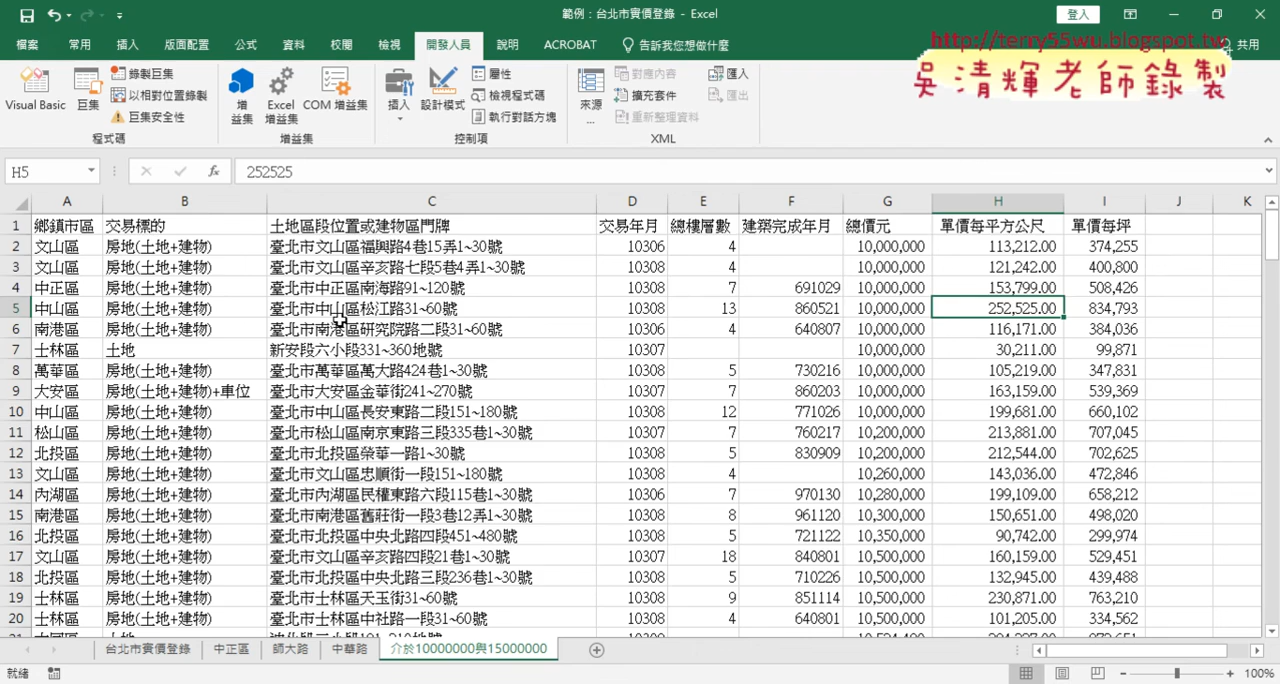 範例：台北市實價登錄 - Excel
登入
檔案 常用 插入 版面配置 公式 資料 校閱 檢視 開發人員 說明 ACROBAT 告訴我您想做什麼 共用
http://terry55wu.blogspot.tw
吳清輝老師錄製
Visual Basic 巨集 錄製巨集 以相對位置錄製 巨集安全性
增益集 Excel 增益集 COM 增益集
插入 設計模式 屬性 檢視程式碼 執行對話方塊
來源... 對應內容 擴充套件 重新整理資料 匯入 匯出
程式碼 增益集 控制項 XML
H5 fx 252525
A B C D E F G H I J K
1 鄉鎮市區 交易標的 土地區段位置或建物區門牌 交易年月 總樓層數 建築完成年月 總價元 單價每平方公尺 單價每坪
2 文山區 房地(土地+建物) 臺北市文山區福興路4巷15弄1~30號 10306 4 10,000,000 113,212.00 374,255
3 文山區 房地(土地+建物) 臺北市文山區辛亥路七段5巷4弄1~30號 10308 4 10,000,000 121,242.00 400,800
4 中正區 房地(土地+建物) 臺北市中正區南海路91~120號 10308 7 691029 10,000,000 153,799.00 508,426
5 中山區 房地(土地+建物) 臺北市中山區松江路31~60號 10308 13 860521 10,000,000 252,525.00 834,793
6 南港區 房地(土地+建物) 臺北市南港區研究院路二段31~60號 10306 4 640807 10,000,000 116,171.00 384,036
7 士林區 土地 新安段六小段331~360地號 10307 10,000,000 30,211.00 99,871
8 萬華區 房地(土地+建物) 臺北市萬華區萬大路424巷1~30號 10308 5 730216 10,000,000 105,219.00 347,831
9 大安區 房地(土地+建物)+車位 臺北市大安區金華街241~270號 10307 7 860203 10,000,000 163,159.00 539,369
10 中山區 房地(土地+建物) 臺北市中山區長安東路二段151~180號 10308 12 771026 10,000,000 199,681.00 660,102
11 松山區 房地(土地+建物) 臺北市松山區南京東路三段335巷1~30號 10307 7 760217 10,200,000 213,881.00 707,045
12 北投區 房地(土地+建物) 臺北市北投區榮華一路1~30號 10308 5 830909 10,200,000 212,544.00 702,625
13 文山區 房地(土地+建物) 臺北市文山區忠順街一段151~180號 10308 4 10,260,000 143,036.00 472,846
14 內湖區 房地(土地+建物) 臺北市內湖區民權東路六段115巷1~30號 10306 7 970130 10,280,000 199,109.00 658,212
15 南港區 房地(土地+建物) 臺北市南港區舊莊街一段3巷12弄1~30號 10308 8 961120 10,300,000 150,651.00 498,020
16 北投區 房地(土地+建物) 臺北市北投區中央北路四段451~480號 10308 5 721122 10,350,000 90,742.00 299,974
17 文山區 房地(土地+建物) 臺北市文山區辛亥路四段21巷1~30號 10307 18 840801 10,500,000 160,159.00 529,451
18 北投區 房地(土地+建物) 臺北市北投區中央北路三段236巷1~30號 10308 5 710226 10,500,000 132,945.00 439,488
19 士林區 房地(土地+建物) 臺北市士林區天玉街31~60號 10308 9 851114 10,500,000 230,871.00 763,210
20 士林區 房地(土地+建物) 臺北市士林區中社路一段31~60號 10308 4 640801 10,500,000 101,205.00 334,562
台北市實價登錄 中正區 師大路 中華路 介於10000000與15000000
就緒 100%